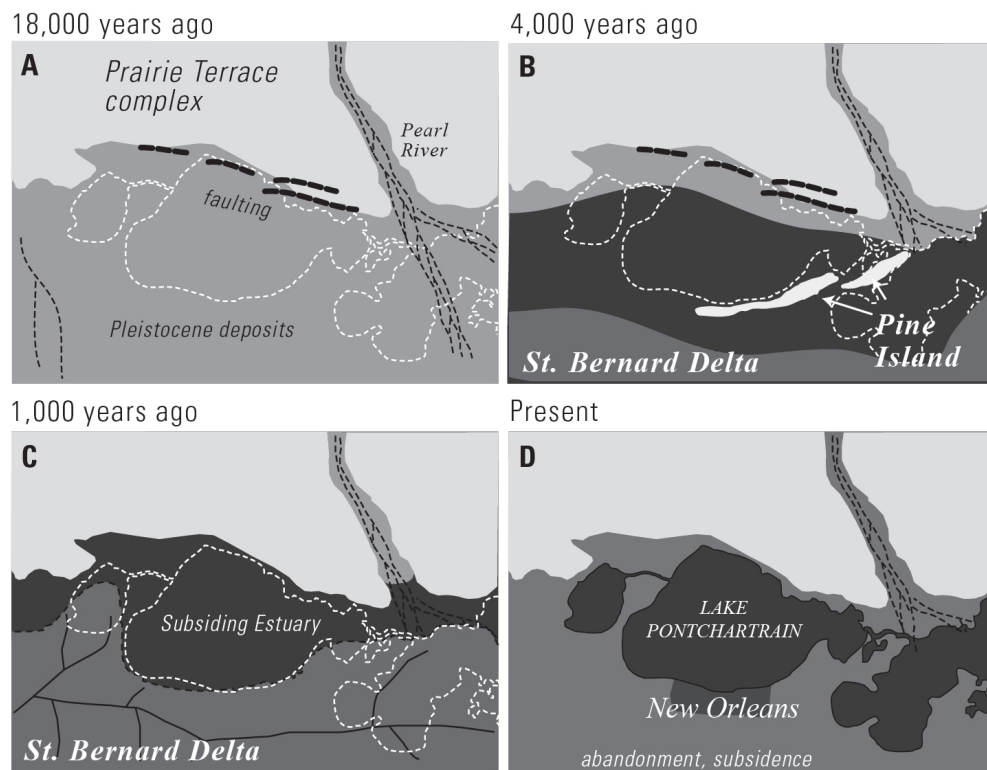 18,000 years ago
A
Prairie Terrace
complex
Pearl
River
faulting
Pleistocene deposits
4,000 years ago
B
Pine
Island
St. Bernard Delta
1,000 years ago
C
Subsiding Estuary
St. Bernard Delta
Present
D
LAKE
PONTCHARTRAIN
New Orleans
abandonment, subsidence